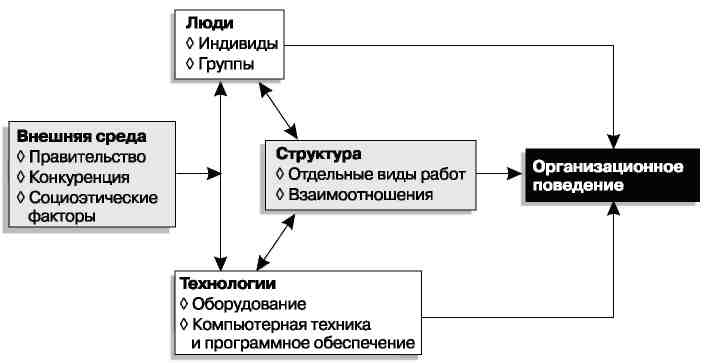 Люди
◊ Индивиды
◊ Группы
Внешняя среда
◊ Правительство
◊ Конкуренция
◊ Социоэтические
факторы
Структура
◊ Отдельные виды работ
◊ Взаимоотношения
Организационное
поведение
Технологии
◊ Оборудование
◊ Компьютерная техника
и программное обеспечение